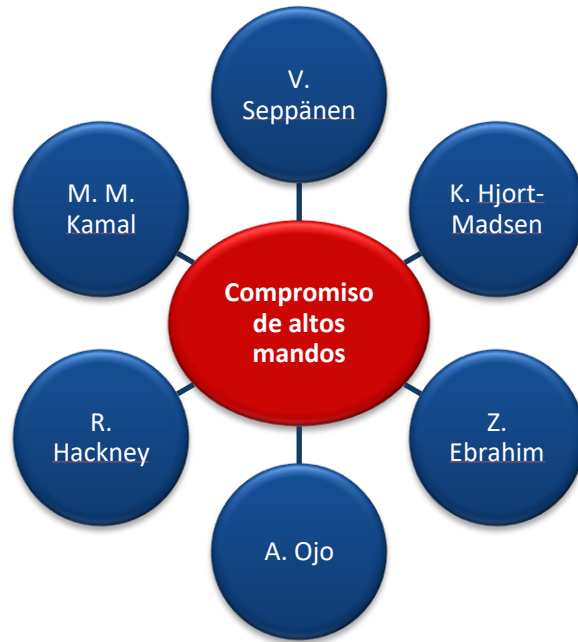 V.
Seppänen
K. Hjort-
Madsen
Z.
Ebrahim
A. Ojo
R.
Hackney
M. M.
Kamal
Compromiso
de altos
mandos